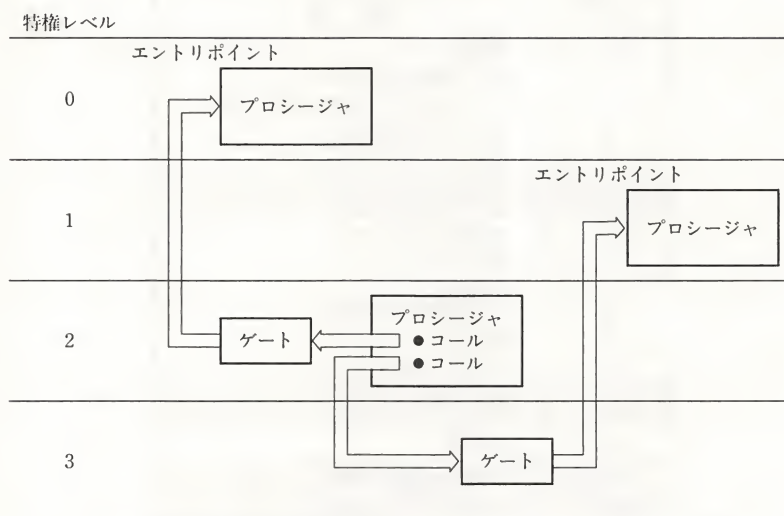 特権レベル
エントリポイント
0
プロシージャ
エントリポイント
1
プロシージャ
プロシージャ
2
ゲート
●コール
●コール
3
ゲート